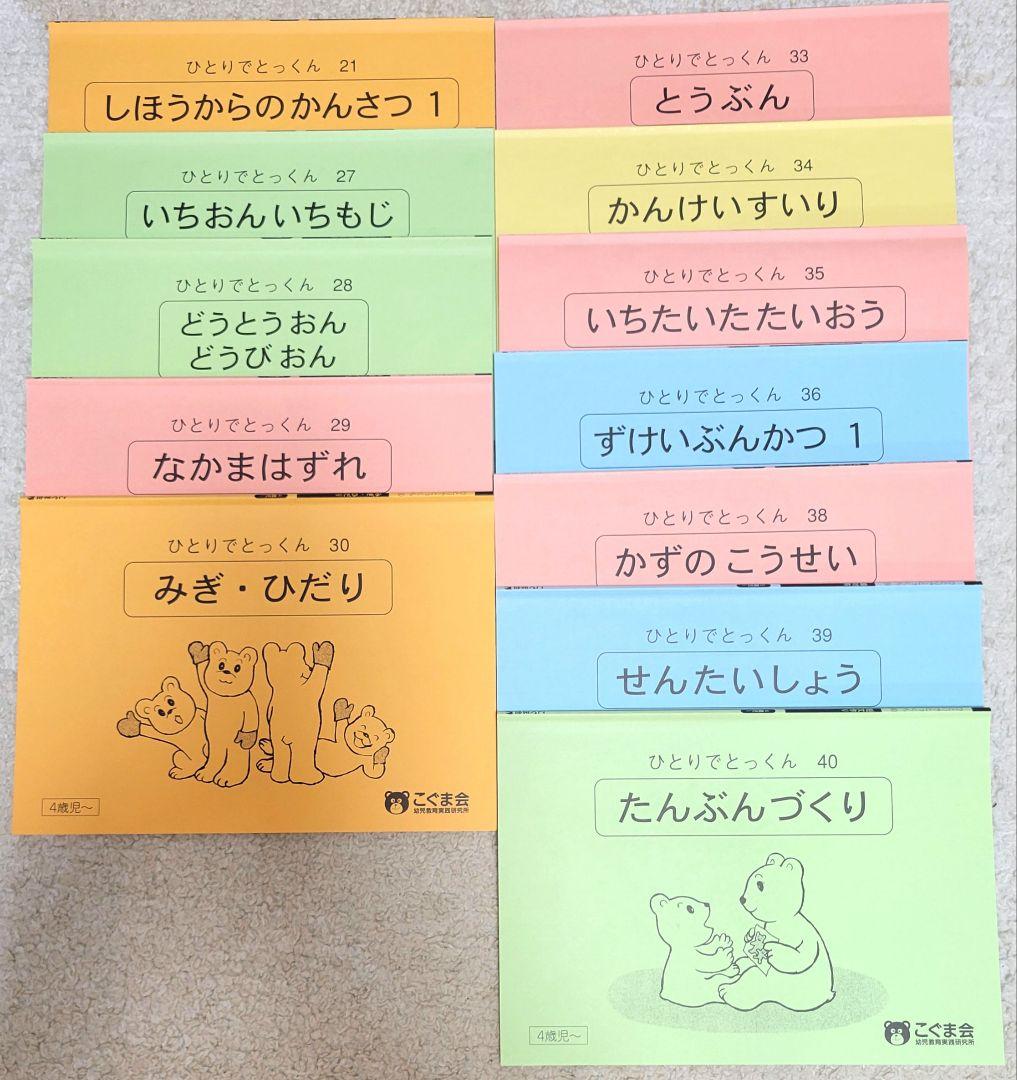 ひとりでとっくん 21
しほうからのかんさつ 1
ひとりでとっくん 27
いちおんいちもじ
ひとりでとっくん 28
どうとうおん
どうびおん
ひとりでとっくん 29
なかまはずれ
ひとりでとっくん 30
みぎ・ひだり
4歳児～
こぐま会
幼児教育実践研究所
ひとりでとっくん 33
とうぶん
ひとりでとっくん 34
かんけいすいり
ひとりでとっくん 35
いちたいたたいおう
ひとりでとっくん 36
ずけいぶんかつ 1
ひとりでとっくん 38
かずのこうせい
ひとりでとっくん 39
せんたいしょう
ひとりでとっくん 40
たんぶんづくり
4歳児～
こぐま会
幼児教育実践研究所